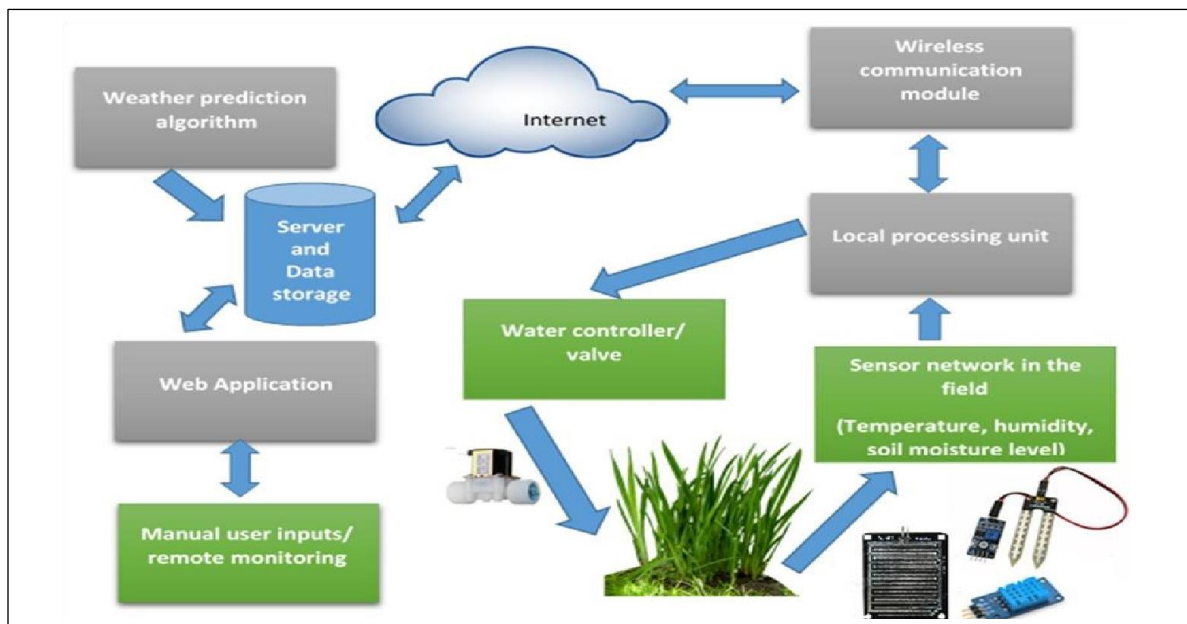 Weather prediction
algorithm
Internet
Wireless
communication
module
Server
and
Data
storage
Local processing unit
Water controller/
valve
Sensor network in the
field
(Temperature, humidity,
soil moisture level)
Web Application
Manual user inputs/
remote monitoring